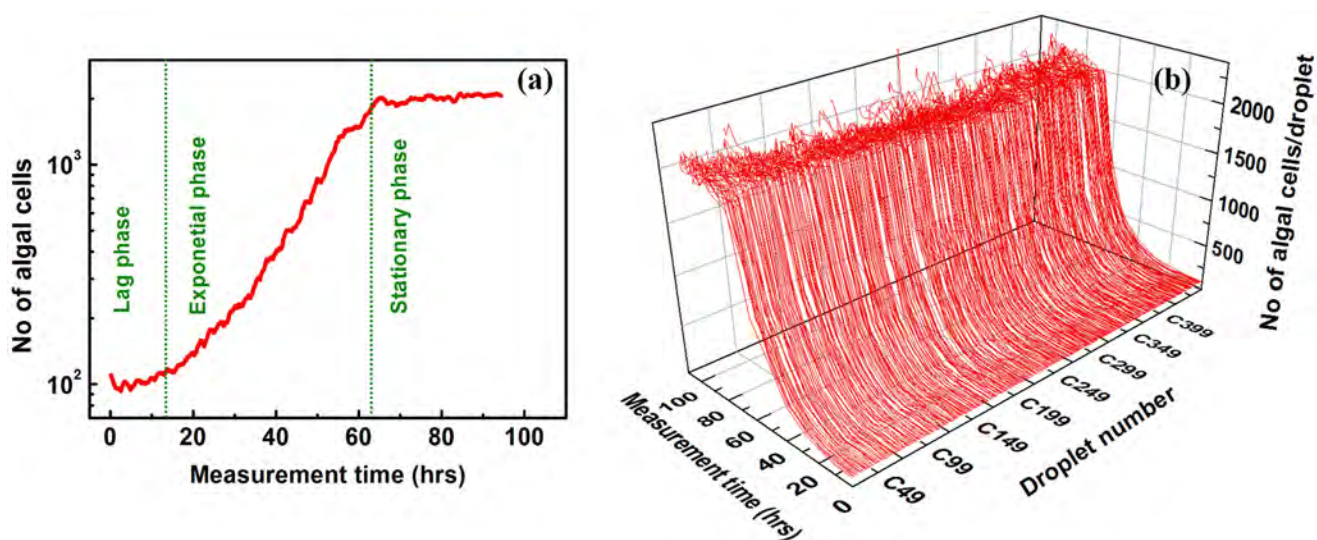 (a)
No of algal cells
10³
10²
Lag phase
Exponetial phase
Stationary phase
0 20 40 60 80 100
Measurement time (hrs)
(b)
2000
1500
1000
500
No of algal cells/droplet
100 80 60 40 20 0
Measurement time (hrs)
C49 C99 C149 C199 C249 C299 C349 C399
Droplet number